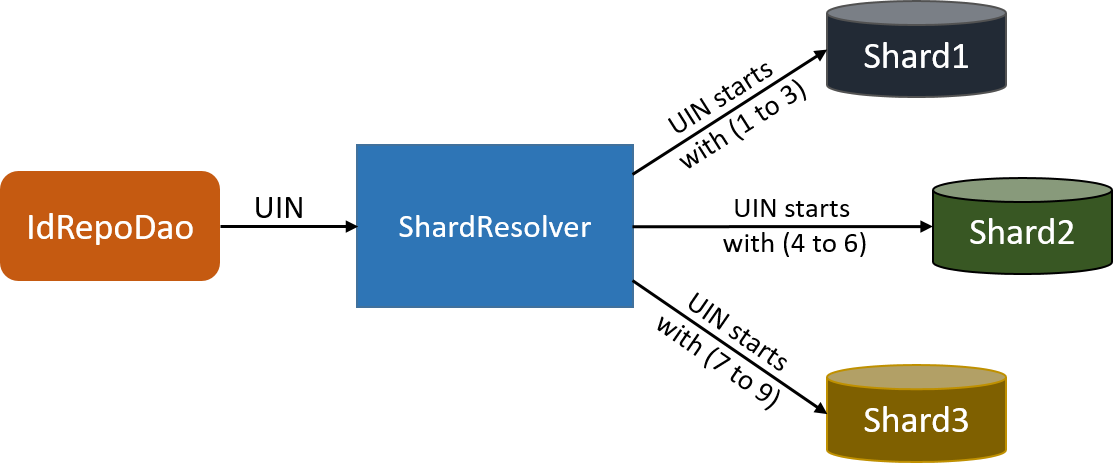 IdRepoDao
UIN
ShardResolver
UIN starts
with (1 to 3)
Shard1
UIN starts
with (4 to 6)
Shard2
UIN starts
with (7 to 9)
Shard3